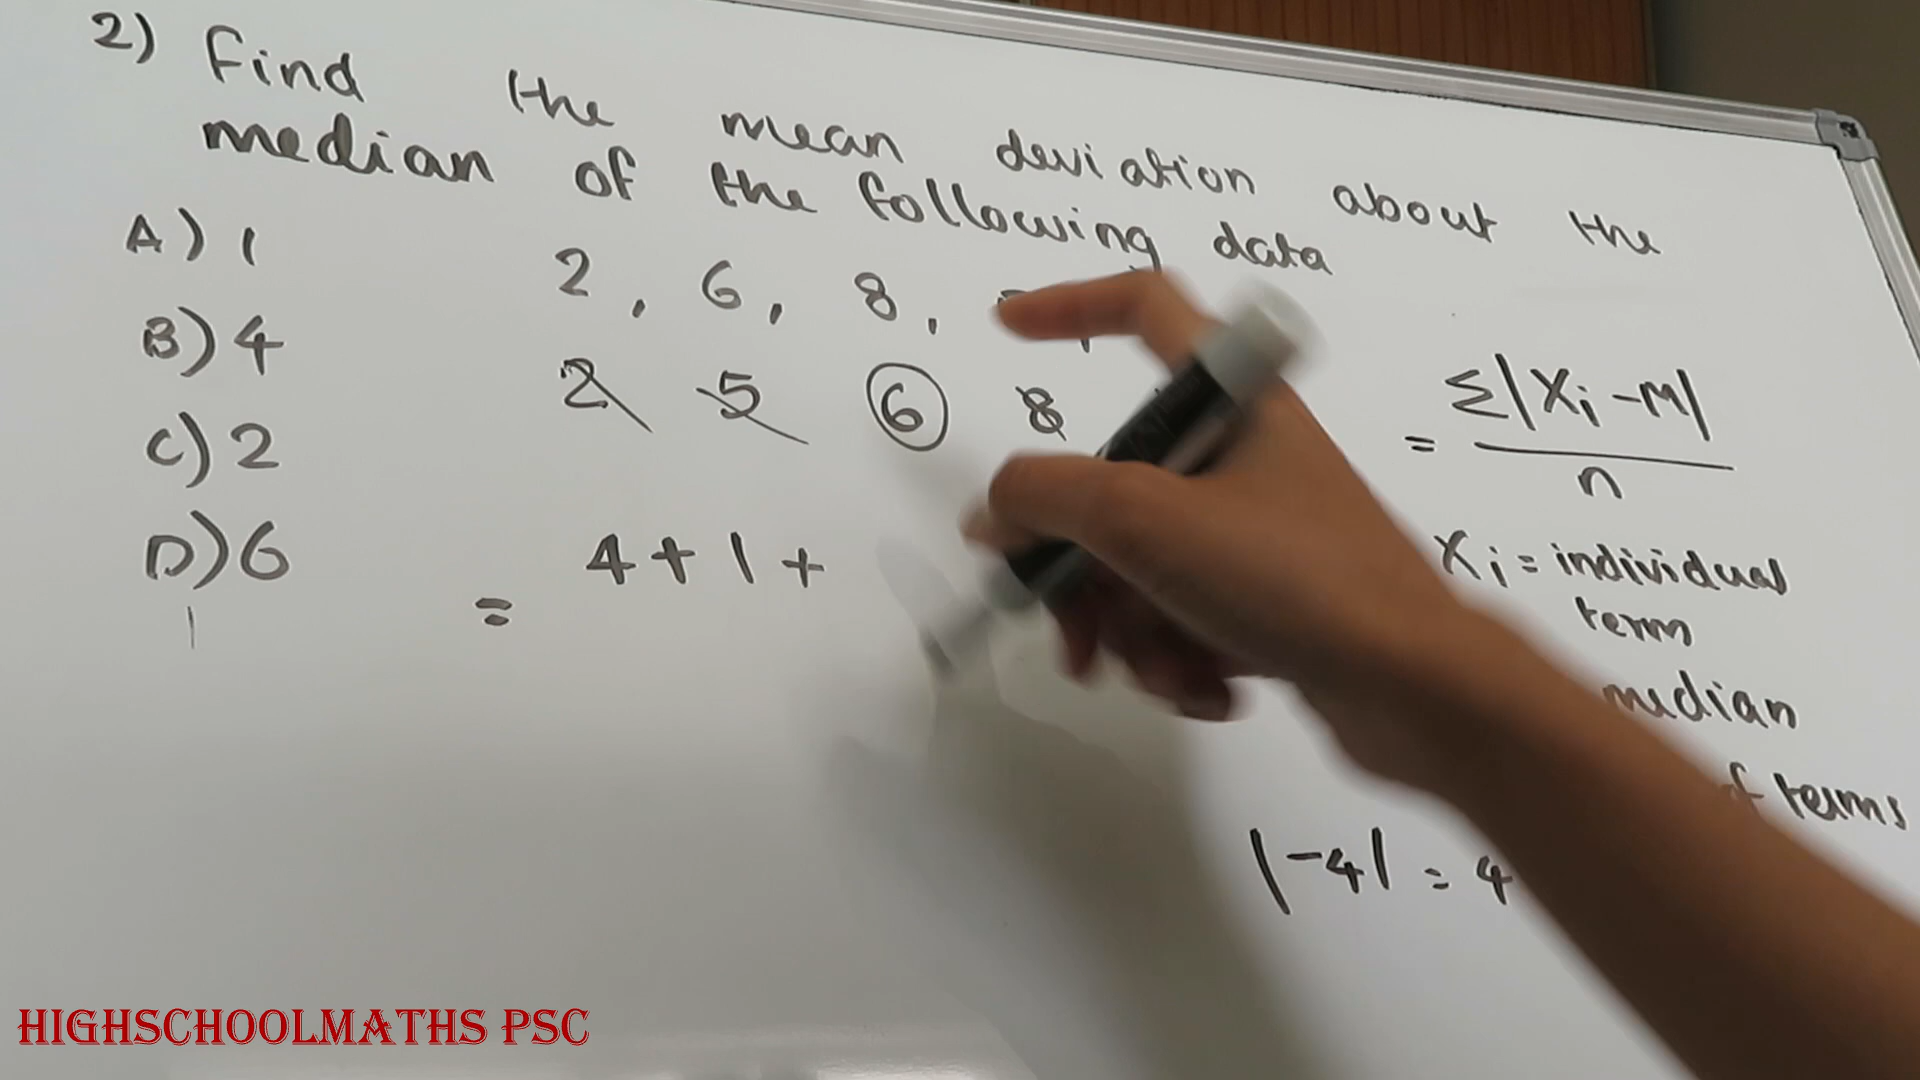 2) Find the mean deviation about the
median of the following data
A) 1
2, 6, 8,
B) 4
2 5 6 8
C) 2
D) 6
= 4 + 1 +
= Σ|Xi - M|
n
Xi = individual
term
median
of terms
|-4| = 4
HIGHSCHOOLMATHS PSC